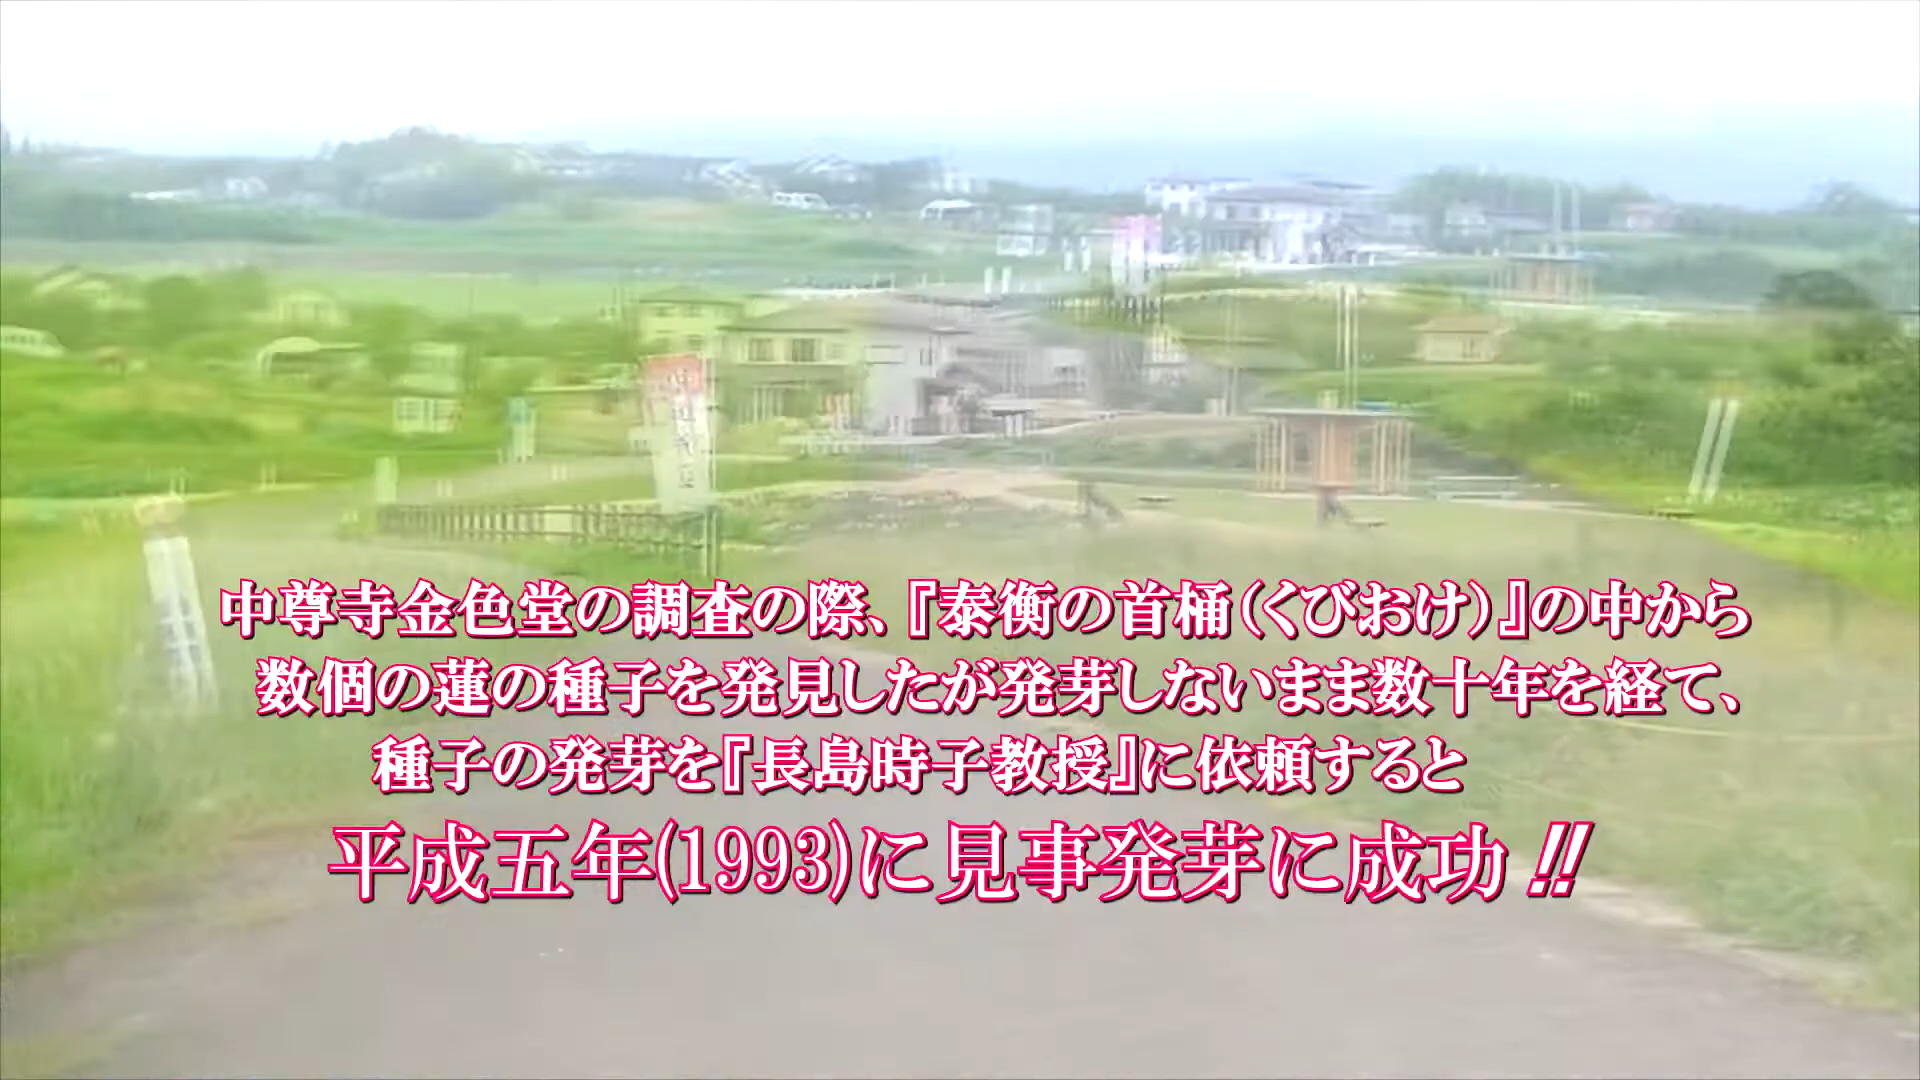 中尊寺金色堂の調査の際、『泰衡の首桶（くびおけ）』の中から
数個の蓮の種子を発見したが発芽しないまま数十年を経て、
種子の発芽を『長島時子教授』に依頼すると
平成五年(1993)に見事発芽に成功!!